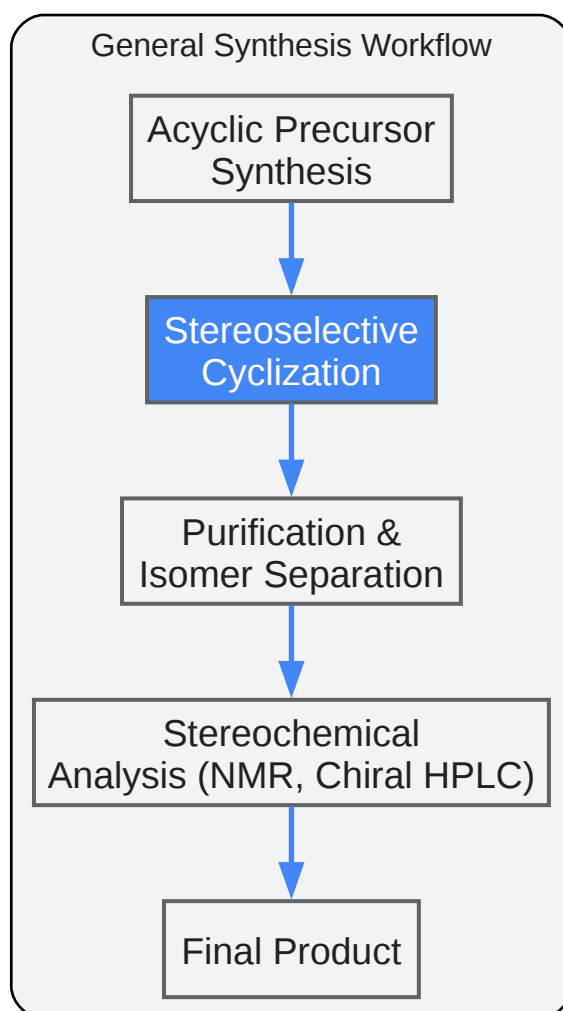 General Synthesis Workflow
Acyclic Precursor
Synthesis
Stereoselective
Cyclization
Purification &
Isomer Separation
Stereochemical
Analysis (NMR, Chiral HPLC)
Final Product